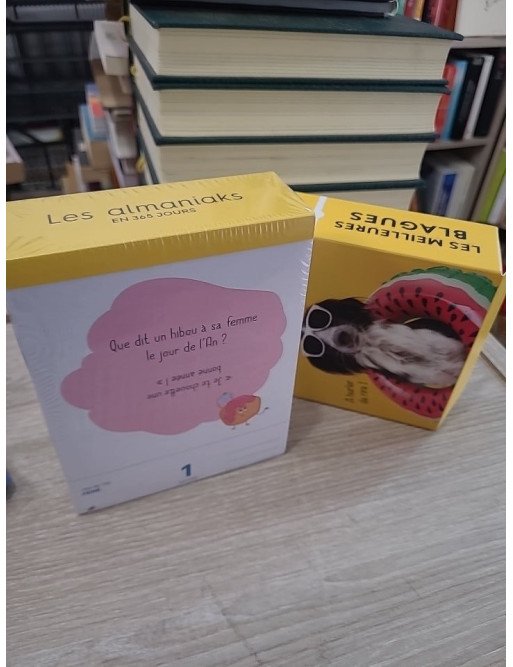 Les almaniaks
EN 365 JOURS
Que dit un hibou à sa femme
le jour de l'An ?
« Je te chouette une
bonne année ! »
1
LES MEILLEURES
BLAGUES